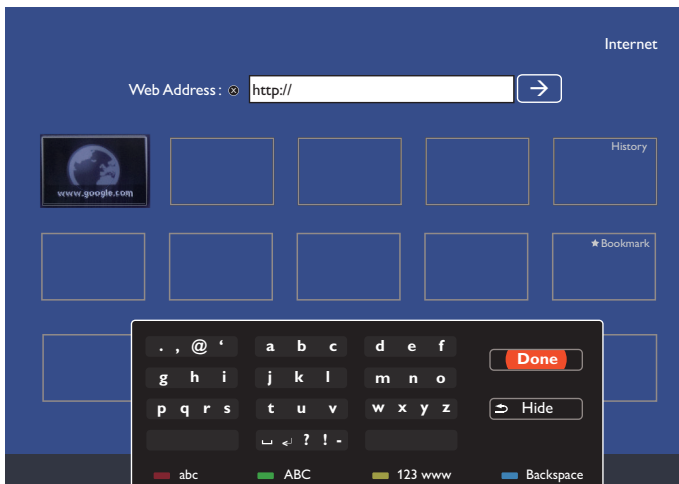 Internet
Web Address : ⊗ http:// →
www.google.com
History
★ Bookmark
. , @ ‘ a b c d e f
Done
g h i j k l m n o
p q r s t u v w x y z
Hide
␣ ↲ ? ! -
abc ABC 123 www Backspace